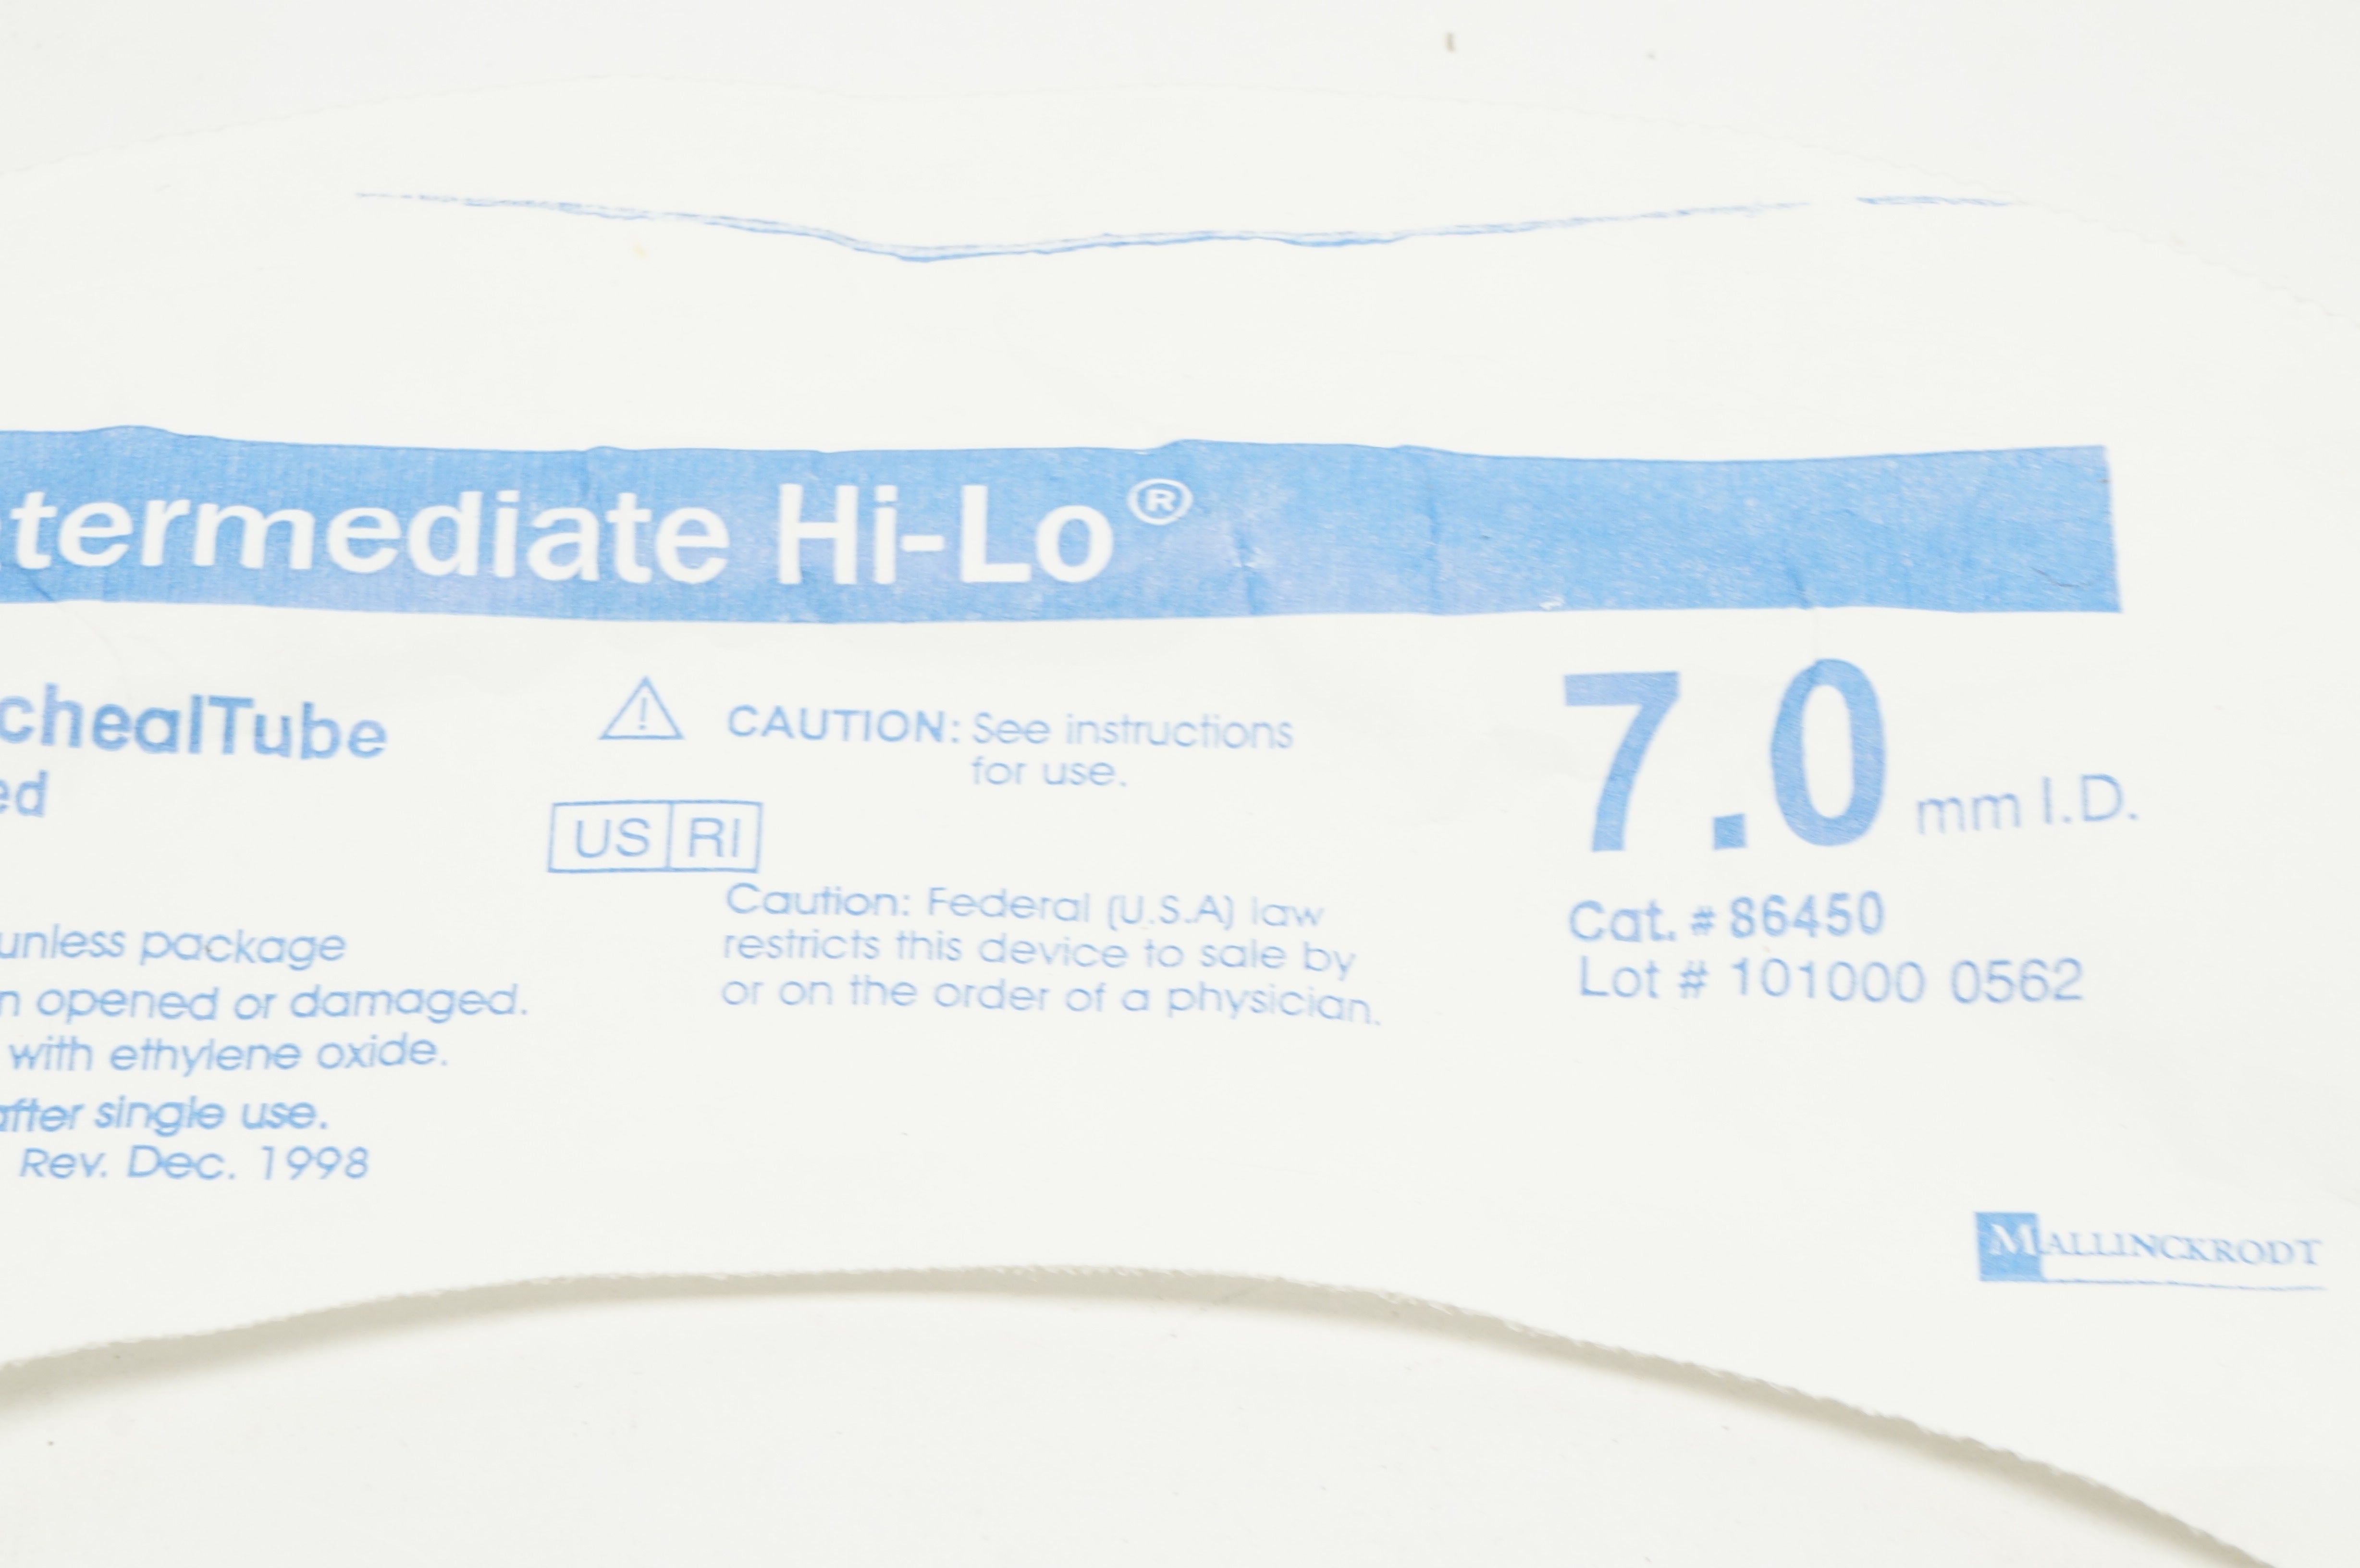 termediate Hi-Lo®
chealTube
ed
unless package
n opened or damaged.
with ethylene oxide.
after single use.
Rev. Dec. 1998
CAUTION: See instructions
for use.
US RI
Caution: Federal (U.S.A) law
restricts this device to sale by
or on the order of a physician.
7.0 mm I.D.
Cat. # 86450
Lot # 101000 0562
MALLINCKRODT